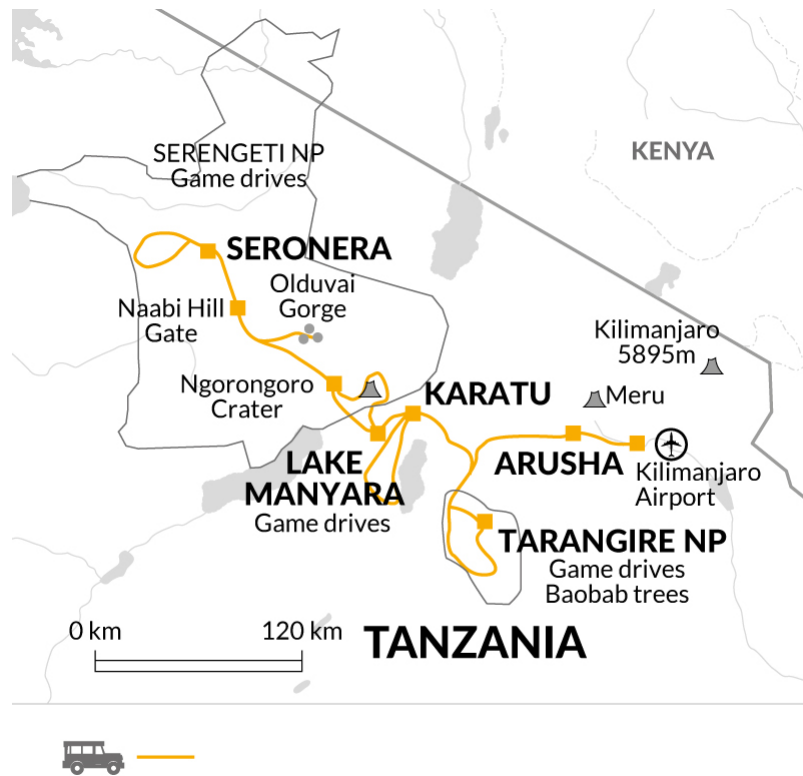 KENYA
SERENGETI NP
Game drives
SERONERA
Olduvai
Gorge
Naabi Hill
Gate
Kilimanjaro
5895m
Ngorongoro
Crater
KARATU
Meru
LAKE
MANYARA
Game drives
ARUSHA
Kilimanjaro
Airport
TARANGIRE NP
Game drives
Baobab trees
0 km
120 km
TANZANIA